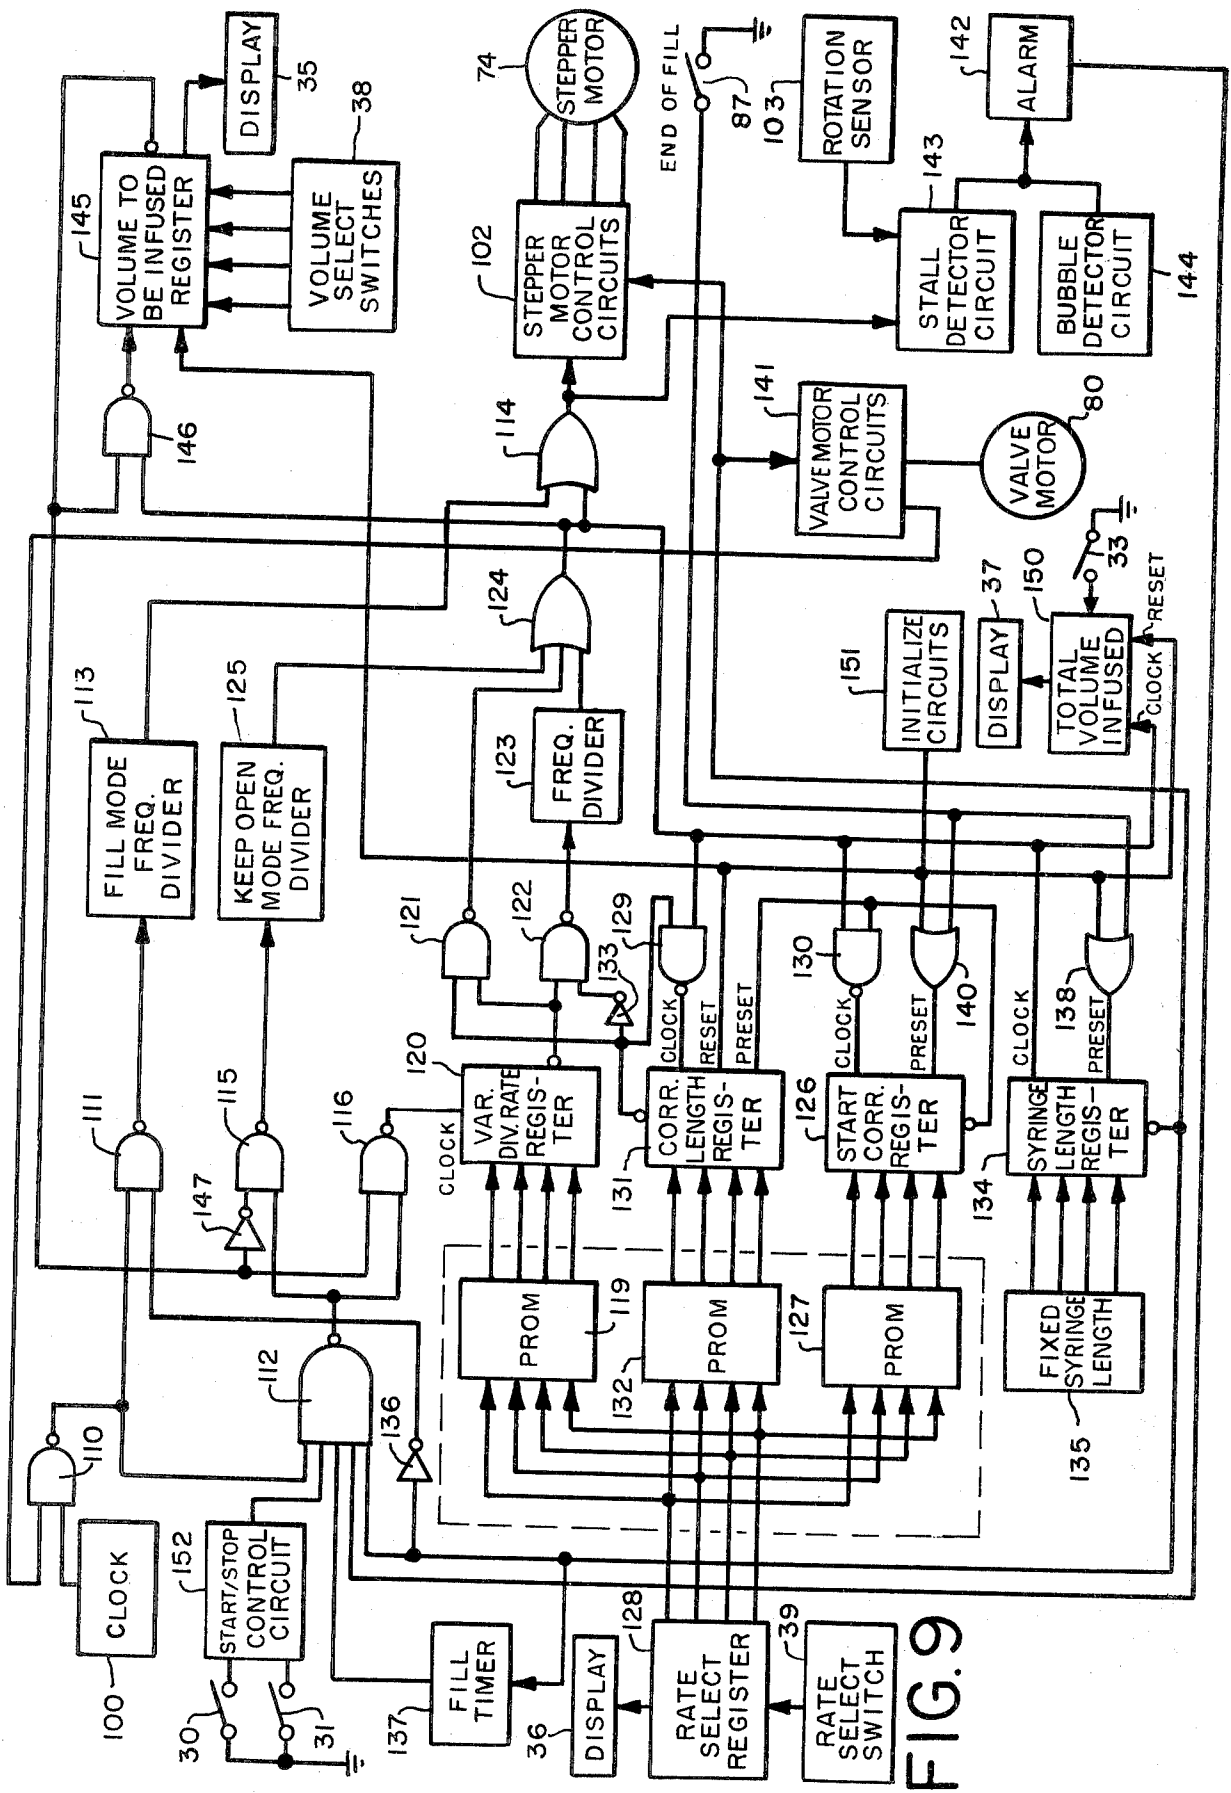 74
STEPPER
MOTOR
142
ALARM
DISPLAY
35
END OF FILL
87
103
ROTATION
SENSOR
145
VOLUME TO
BE INFUSED
REGISTER
VOLUME
SELECT
SWITCHES
38
102
STEPPER
MOTOR
CONTROL
CIRCUITS
143
STALL
DETECTOR
CIRCUIT
BUBBLE
DETECTOR
CIRCUIT
144
146
114
141
VALVE MOTOR
CONTROL
CIRCUITS
VALVE
MOTOR
80
124
33
113
FILL MODE
FREQ.
DIVIDER
125
KEEP OPEN
MODE FREQ.
DIVIDER
123
FREQ.
DIVIDER
151
INITIALIZE
CIRCUITS
37
DISPLAY
150
TOTAL
VOLUME
INFUSED
CLOCK
RESET
121
122
133
129
130
140
138
111
115
147
116
CLOCK
120
VAR.
DIV. RATE
REGIS-
TER
CLOCK
RESET
PRESET
131
CORR.
LENGTH
REGIS-
TER
CLOCK
PRESET
126
START
CORR.
REGIS-
TER
CLOCK
PRESET
134
SYRINGE
LENGTH
REGIS-
TER
112
136
PROM
119
132
PROM
127
PROM
FIXED
SYRINGE
LENGTH
135
110
CLOCK
100
152
START/STOP
CONTROL
CIRCUIT
30
31
137
FILL
TIMER
36
DISPLAY
128
RATE
SELECT
REGISTER
39
RATE
SELECT
SWITCH
FIG. 9